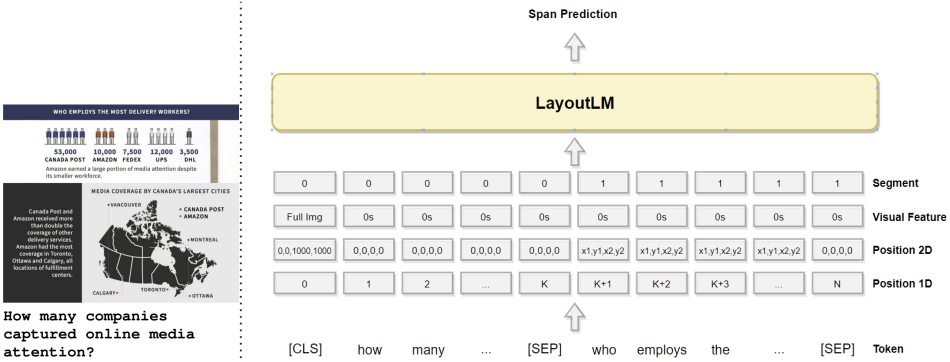 WHO EMPLOYS THE MOST DELIVERY WORKERS?
53,000 10,000 7,500 12,000 3,500
CANADA POST AMAZON FEDEX UPS DHL
Amazon earned a large portion of media attention despite
its smaller workforce.
MEDIA COVERAGE BY CANADA'S LARGEST CITIES
Canada Post and
Amazon received more
than double the
coverage of other
delivery services.
Amazon had the most
coverage in Toronto,
Ottawa and Calgary, all
locations of fulfillment
centers.
VANCOUVER
CANADA POST
AMAZON
MONTREAL
CALGARY
TORONTO
OTTAWA
How many companies
captured online media
attention?
Span Prediction
LayoutLM
0 0 0 0 0 1 1 1 1 1 Segment
Full Img 0s 0s 0s 0s 0s 0s 0s 0s 0s Visual Feature
0,0,1000,1000 0,0,0,0 0,0,0,0 0,0,0,0 0,0,0,0 x1,y1,x2,y2 x1,y1,x2,y2 x1,y1,x2,y2 x1,y1,x2,y2 0,0,0,0 Position 2D
0 1 2 ... K K+1 K+2 K+3 ... N Position 1D
[CLS] how many ... [SEP] who employs the ... [SEP] Token